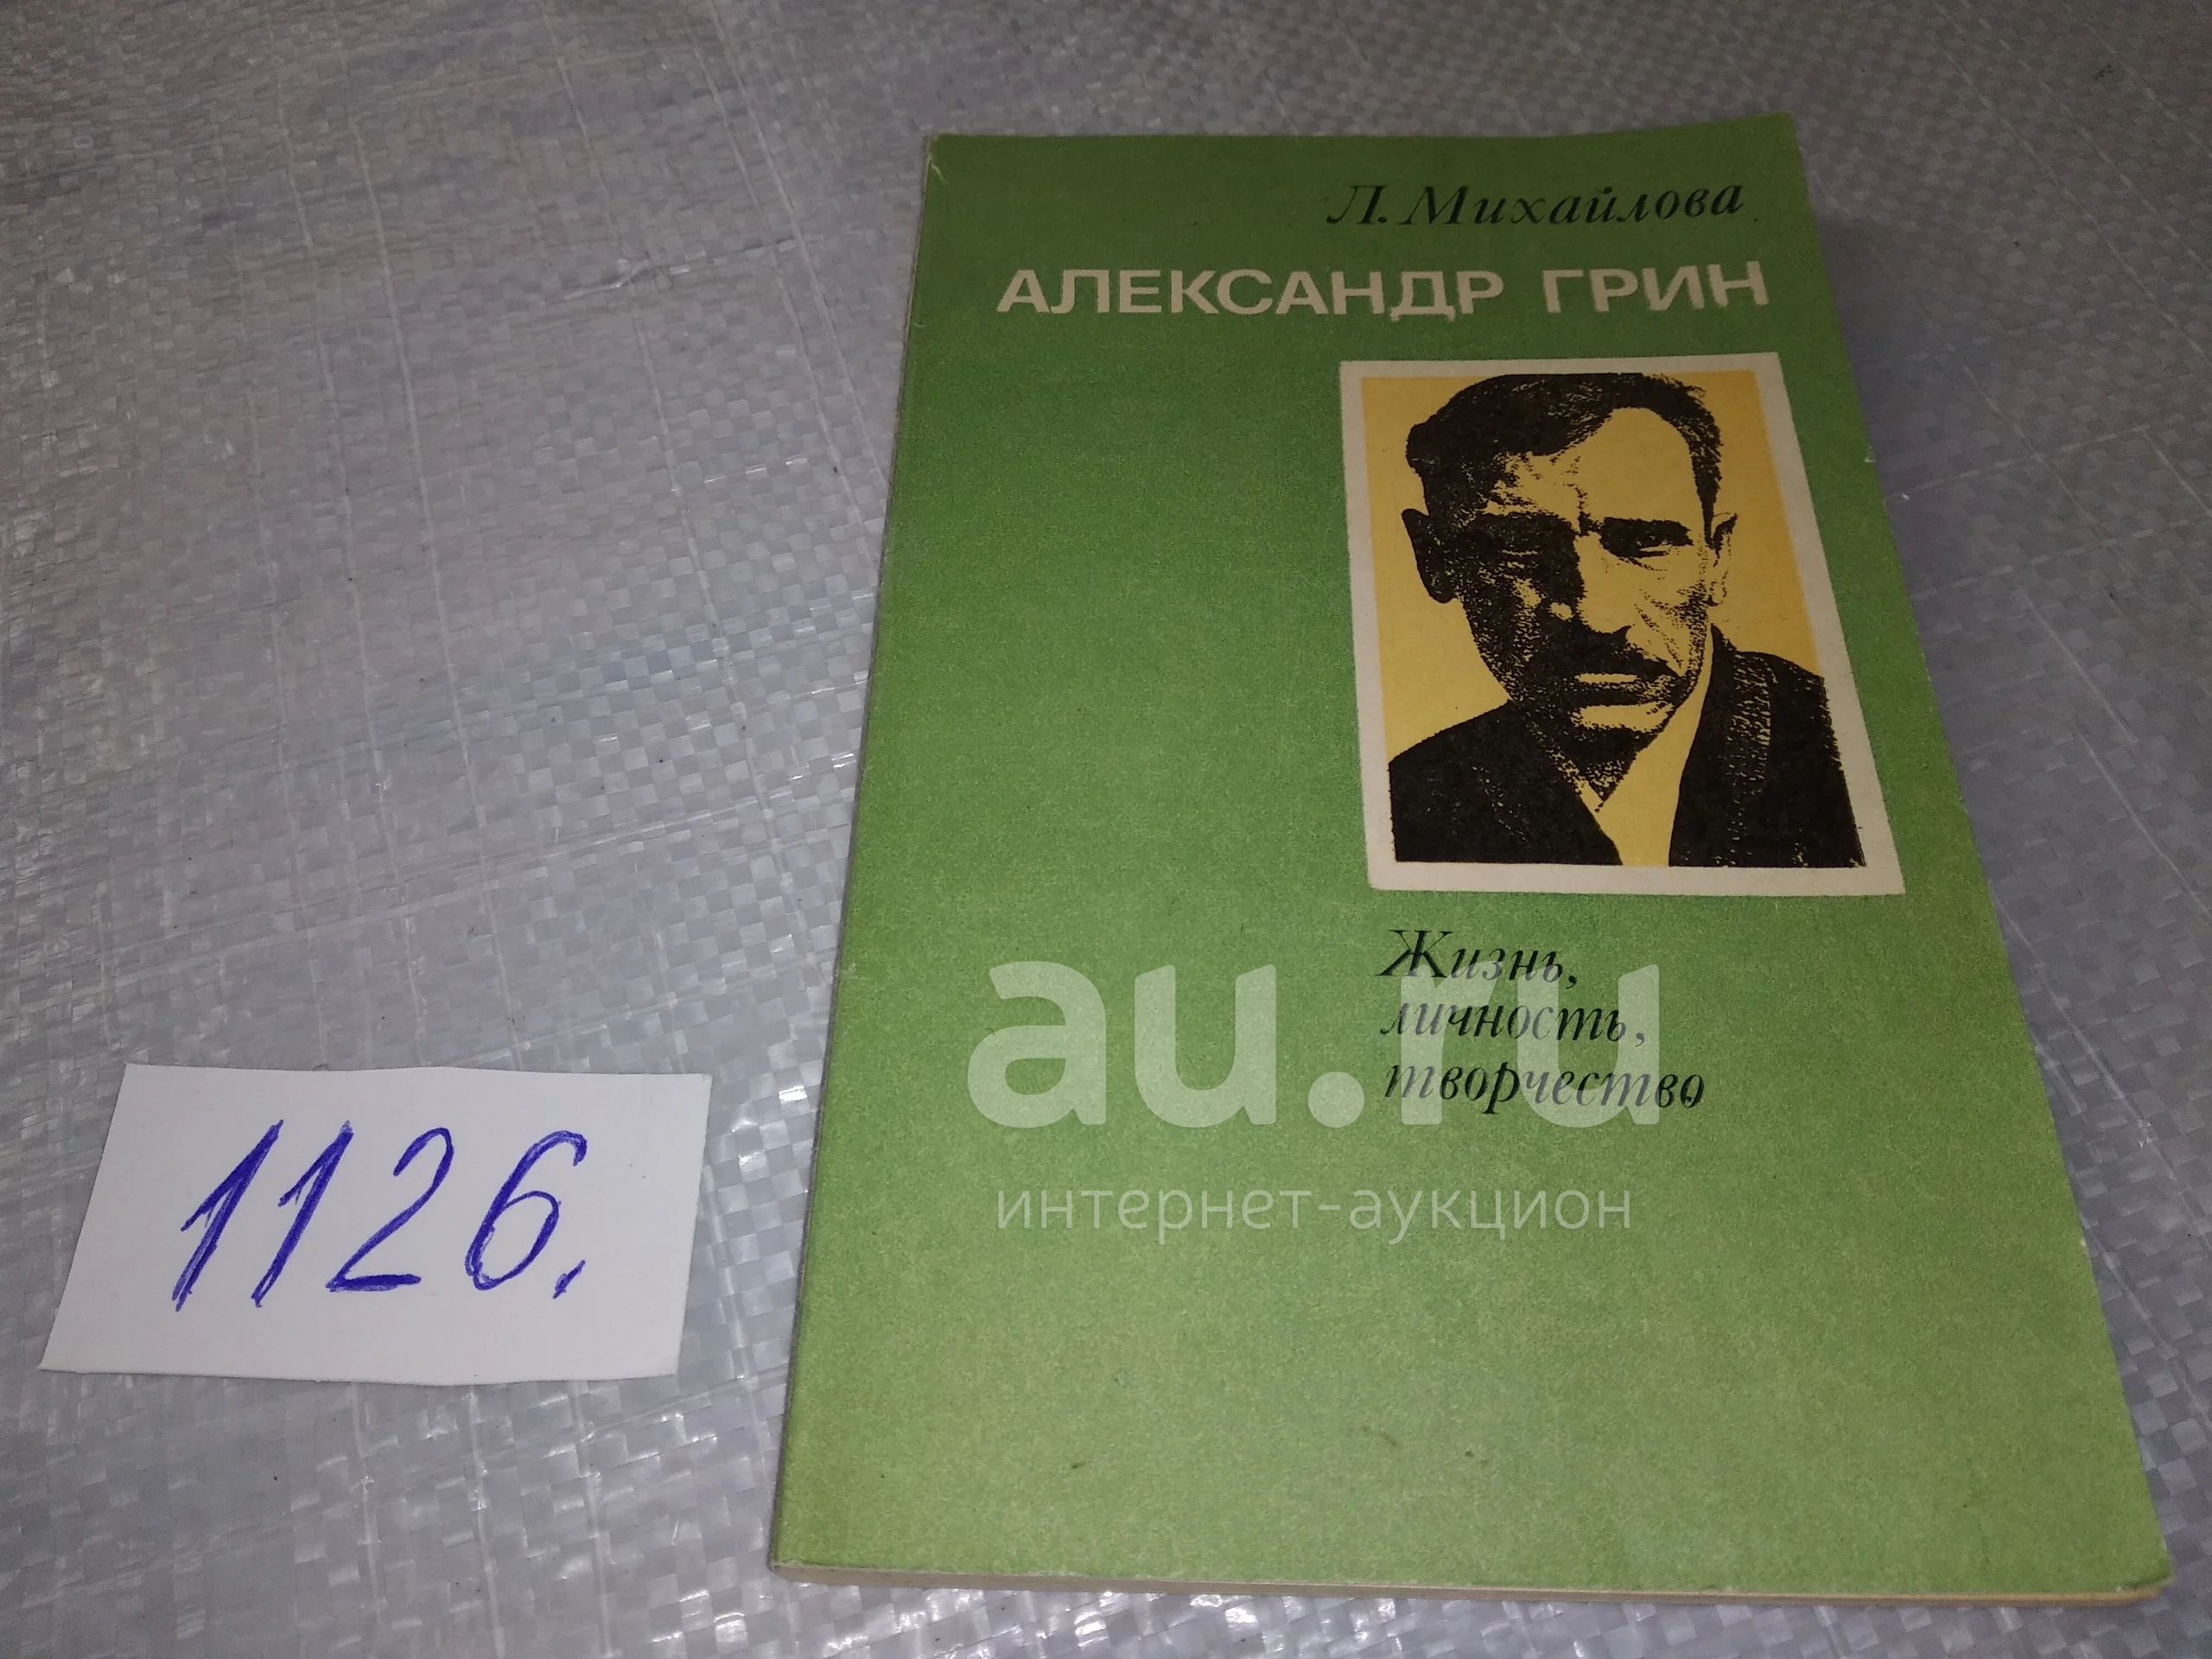 Л. Михайлова
АЛЕКСАНДР ГРИН
Жизнь,
личность,
творчество
au.ru
интернет-аукцион
1126.